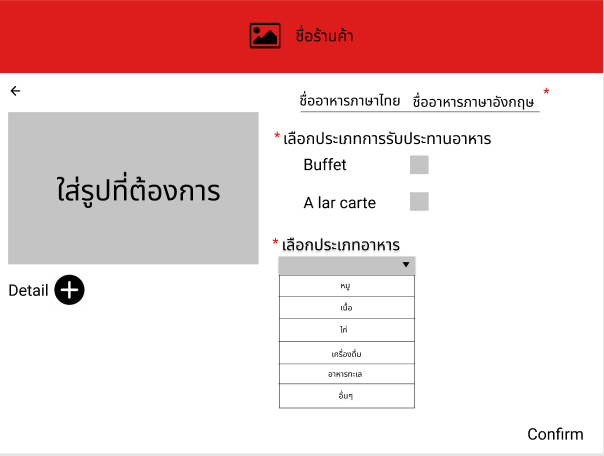 ชื่อร้านค้า
ชื่ออาหารภาษาไทย ชื่ออาหารภาษาอังกฤษ *
ใส่รูปที่ต้องการ
Detail
* เลือกประเภทการรับประทานอาหาร
Buffet
A lar carte
* เลือกประเภทอาหาร
หมู
เนื้อ
ไก่
เครื่องดื่ม
อาหารทะเล
อื่นๆ
Confirm